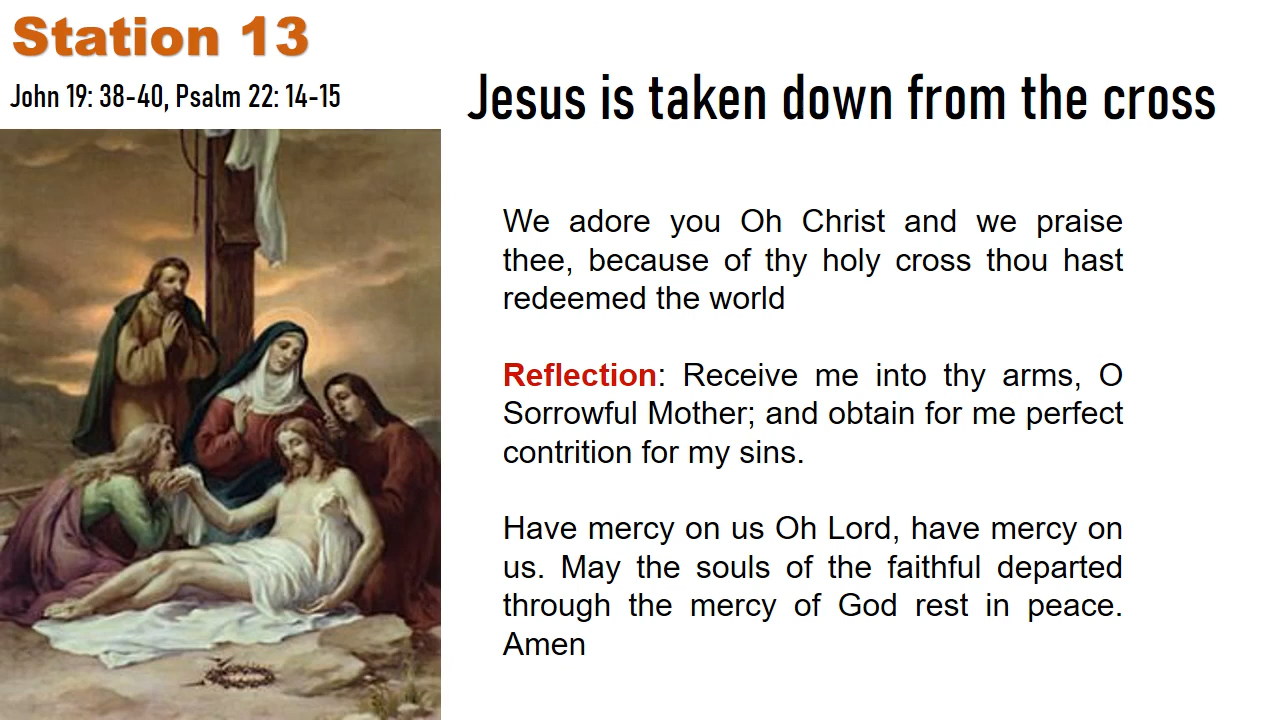 Station 13
John 19: 38-40, Psalm 22: 14-15
Jesus is taken down from the cross
We adore you Oh Christ and we praise
thee, because of thy holy cross thou hast
redeemed the world
Reflection: Receive me into thy arms, O
Sorrowful Mother; and obtain for me perfect
contrition for my sins.
Have mercy on us Oh Lord, have mercy on
us. May the souls of the faithful departed
through the mercy of God rest in peace.
Amen